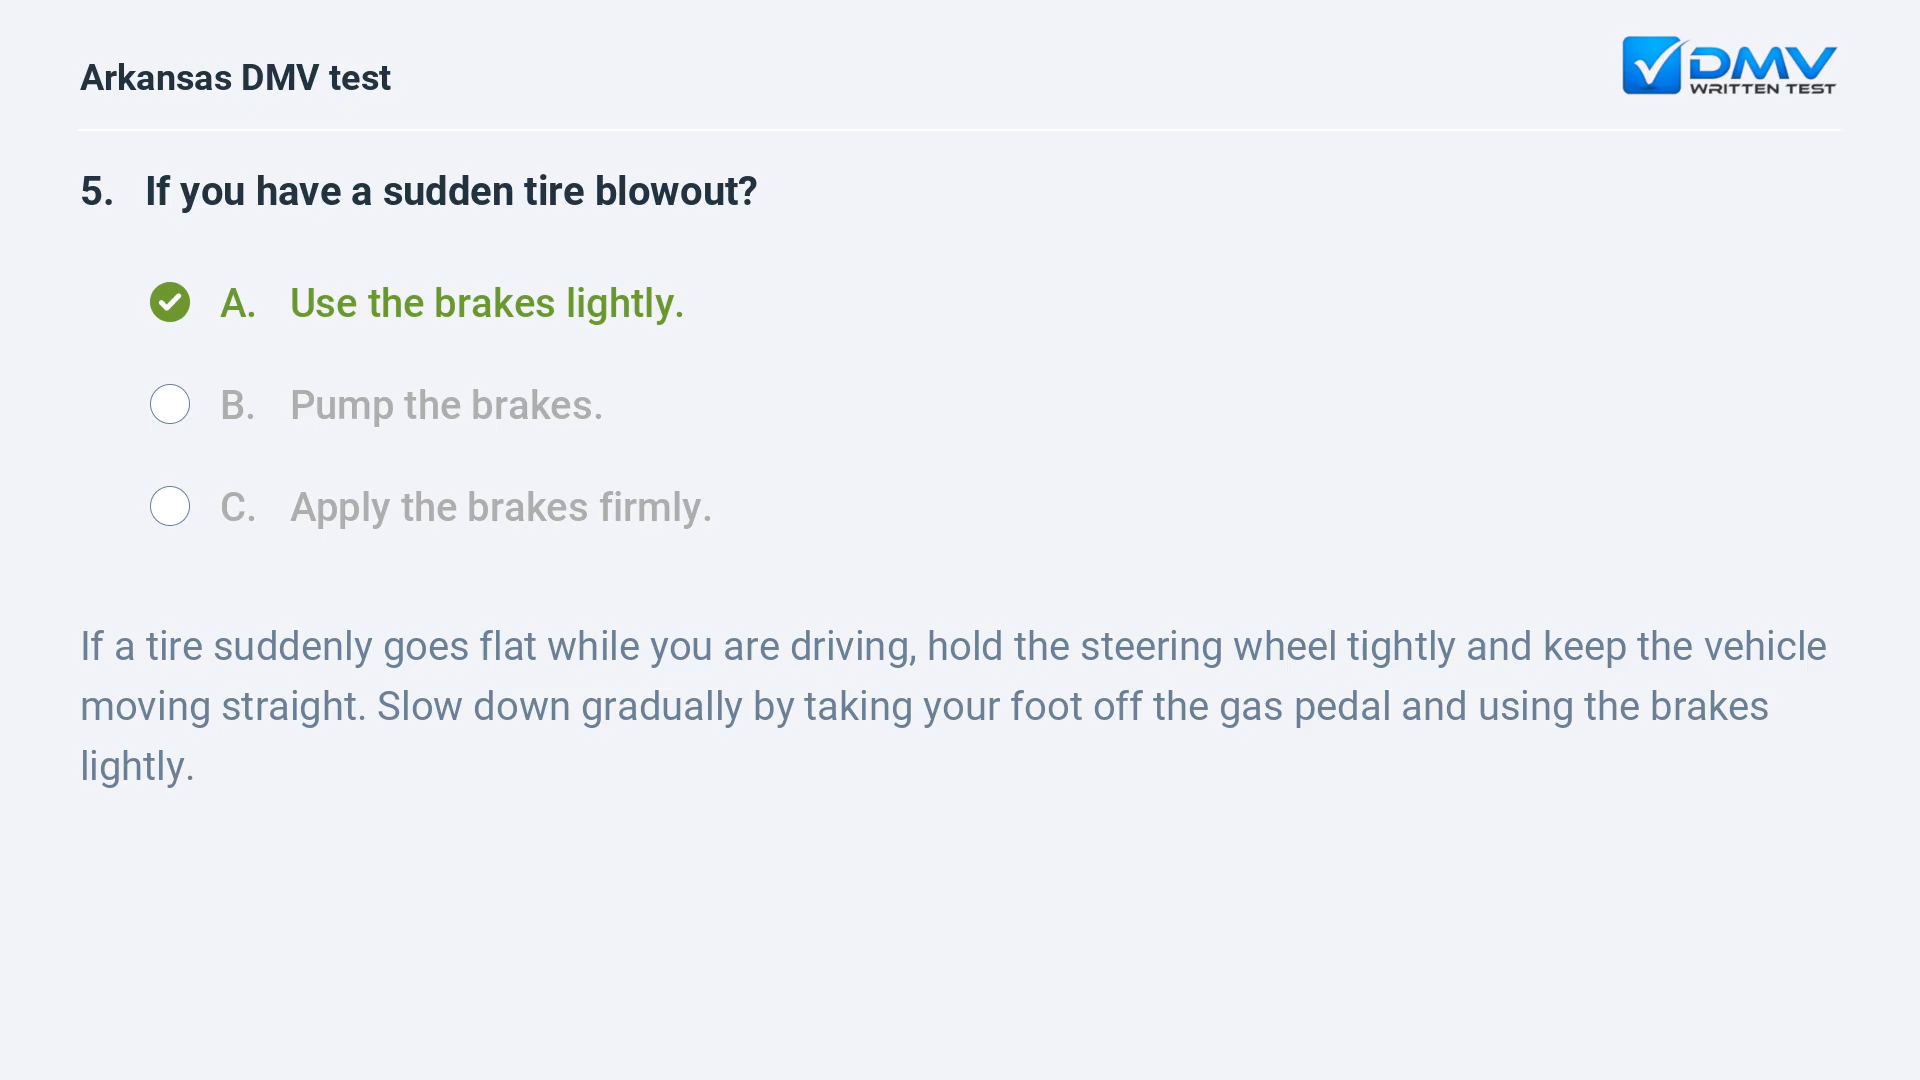 Arkansas DMV test
DMV
WRITTEN TEST
5. If you have a sudden tire blowout?
A. Use the brakes lightly.
B. Pump the brakes.
C. Apply the brakes firmly.
If a tire suddenly goes flat while you are driving, hold the steering wheel tightly and keep the vehicle
moving straight. Slow down gradually by taking your foot off the gas pedal and using the brakes
lightly.